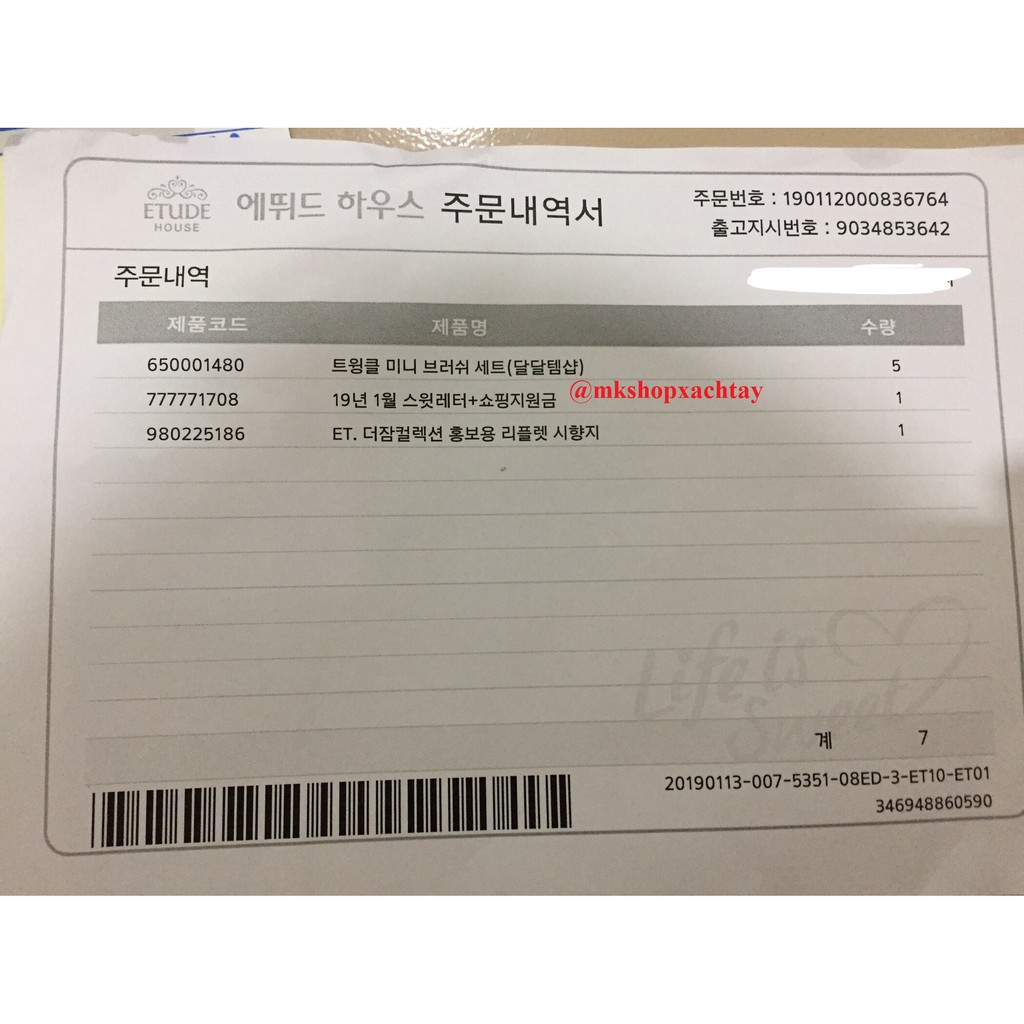 ETUDE
HOUSE
에뛰드 하우스 주문내역서
주문번호 : 190112000836764
출고지시번호 : 9034853642
주문내역
제품코드 제품명 수량
650001480 트윙클 미니 브러쉬 세트(달달템샵) 5
777771708 19년 1월 스윗레터+쇼핑지원금 1
@mkshopxachtay
980225186 ET. 더잠컬렉션 홍보용 리플렛 시향지 1
Life is
Sweet
계 7
20190113-007-5351-08ED-3-ET10-ET01
346948860590